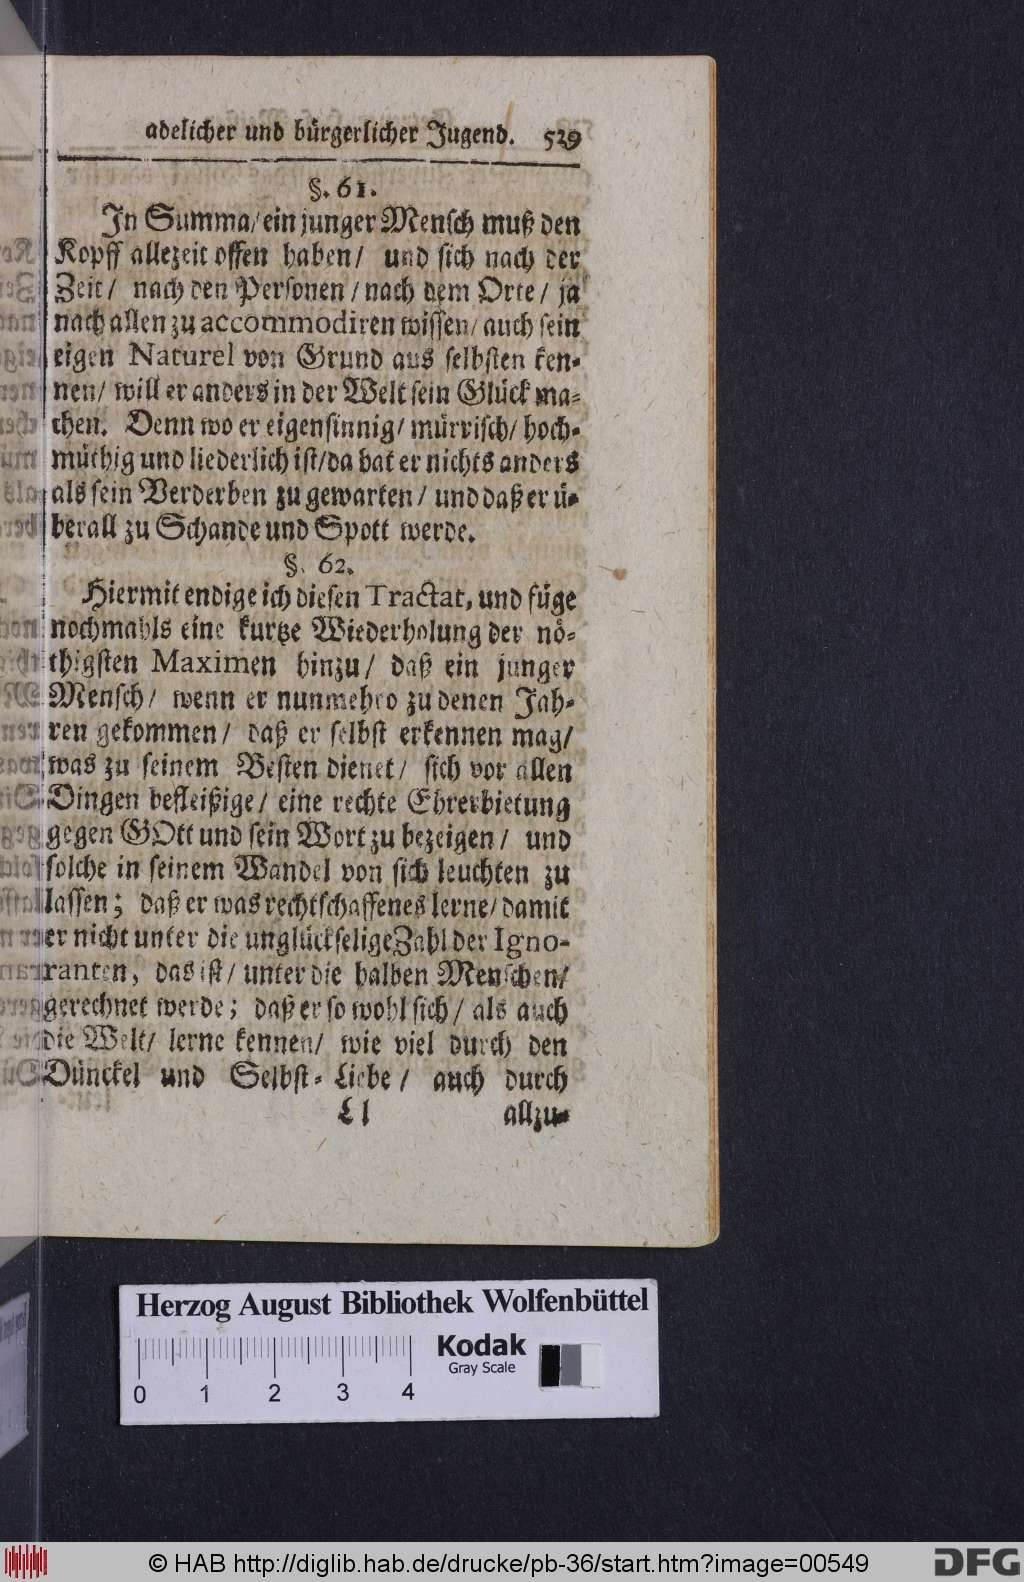 adelicher und bürgerlicher Jugend. 529
§. 61.
In Summa/ ein junger Mensch muß den
Kopff allezeit offen haben/ und sich nach der
Zeit/ nach den Personen/ nach dem Orte/ ja
nach allen zu accommodiren wissen/ auch sein
eigen Naturel von Grund aus selbsten ken-
nen/ will er anders in der Welt sein Glück ma-
chen. Denn wo er eigensinnig/ mürrisch/ hoch-
müthig und liederlich ist/ da hat er nichts anders
als sein Verderben zu gewarten/ und daß er ü-
berall zu Schande und Spott werde.
§. 62.
Hiermit endige ich diesen Tractat, und füge
nochmahls eine kurtze Wiederholung der nö-
thigsten Maximen hinzu/ daß ein junger
Mensch/ wenn er nunmehro zu denen Jah-
ren gekommen/ daß er selbst erkennen mag/
was zu seinem Besten dienet/ sich vor allen
Dingen befleißige/ eine rechte Ehrerbietung
gegen GOtt und sein Wort zu bezeigen/ und
solche in seinem Wandel von sich leuchten zu
lassen; daß er was rechtschaffenes lerne/ damit
er nicht unter die unglückselige Zahl der Igno-
ranten, das ist/ unter die halben Menschen/
gerechnet werde; daß er so wohl sich/ als auch
die Welt/ lerne kennen/ wie viel durch den
Dünckel und Selbst-Liebe/ auch durch
Ll allzu-
Herzog August Bibliothek Wolfenbüttel
Kodak
Gray Scale
0 1 2 3 4
© HAB http://diglib.hab.de/drucke/pb-36/start.htm?image=00549
DFG